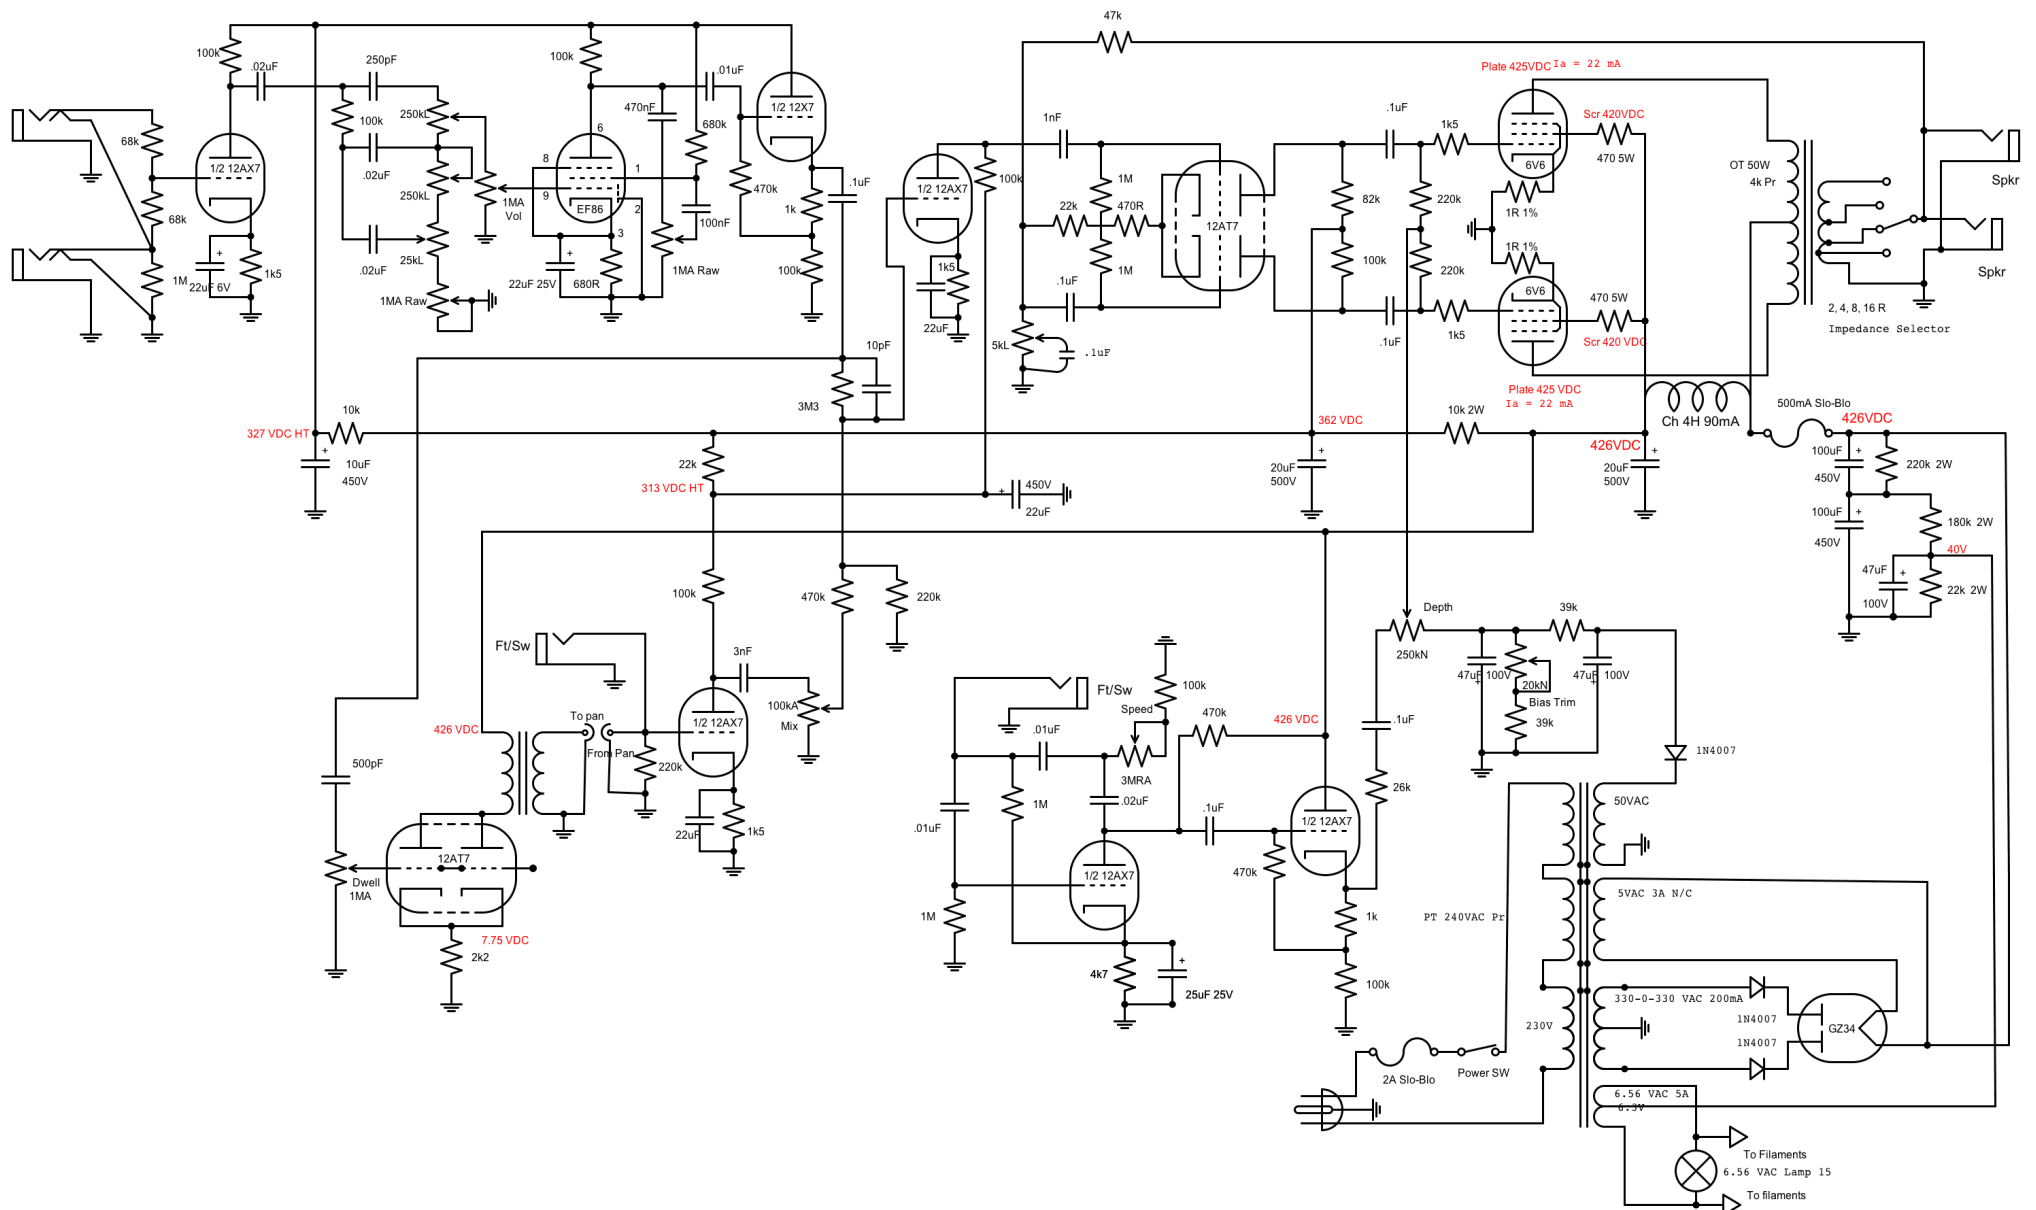 47k
Plate 425VDC
Ia = 22 mA
100k
.02uF
250pF
100k
.01uF
1/2 12X7
470nF
680k
250kL
100k
68k
1/2 12AX7
.02uF
6
8
1
9
EF86
2
3
1MA
Vol
470k
1k
.1uF
100nF
68k
250kL
1M
22uF 6V
1k5
.02uF
25kL
1MA Raw
22uF 25V
680R
1MA Raw
100k
1/2 12AX7
100k
1k5
22uF
1nF
1M
22k
470R
12AT7
1M
.1uF
5kL
.1uF
82k
100k
.1uF
.1uF
220k
220k
1k5
1k5
6V6
6V6
1R 1%
1R 1%
Scr 420VDC
470 5W
470 5W
Scr 420 VDC
Plate 425 VDC
Ia = 22 mA
OT 50W
4k Pr
Spkr
Spkr
2, 4, 8, 16 R
Impedance Selector
10pF
3M3
327 VDC HT
10k
10uF
450V
22k
313 VDC HT
450V
22uF
362 VDC
20uF
500V
10k 2W
426VDC
20uF
500V
Ch 4H 90mA
500mA Slo-Blo
426VDC
100uF
450V
220k 2W
100uF
450V
180k 2W
40V
47uF
100V
22k 2W
100k
470k
220k
Ft/Sw
3nF
100kA
Mix
1/2 12AX7
To pan
From Pan
220k
22uF
1k5
426 VDC
500pF
12AT7
Dwell
1MA
7.75 VDC
2k2
Ft/Sw
100k
Speed
.01uF
3MRA
470k
426 VDC
1M
.02uF
.01uF
.1uF
1/2 12AX7
1/2 12AX7
470k
1M
4k7
25uF 25V
1k
100k
Depth
250kN
.1uF
26k
39k
47uF 100V
20kN
Bias Trim
39k
47uF 100V
1N4007
50VAC
5VAC 3A N/C
PT 240VAC Pr
330-0-330 VAC 200mA
230V
1N4007
1N4007
GZ34
2A Slo-Blo
Power SW
6.56 VAC 5A
6.3V
To Filaments
6.56 VAC Lamp 15
To filaments